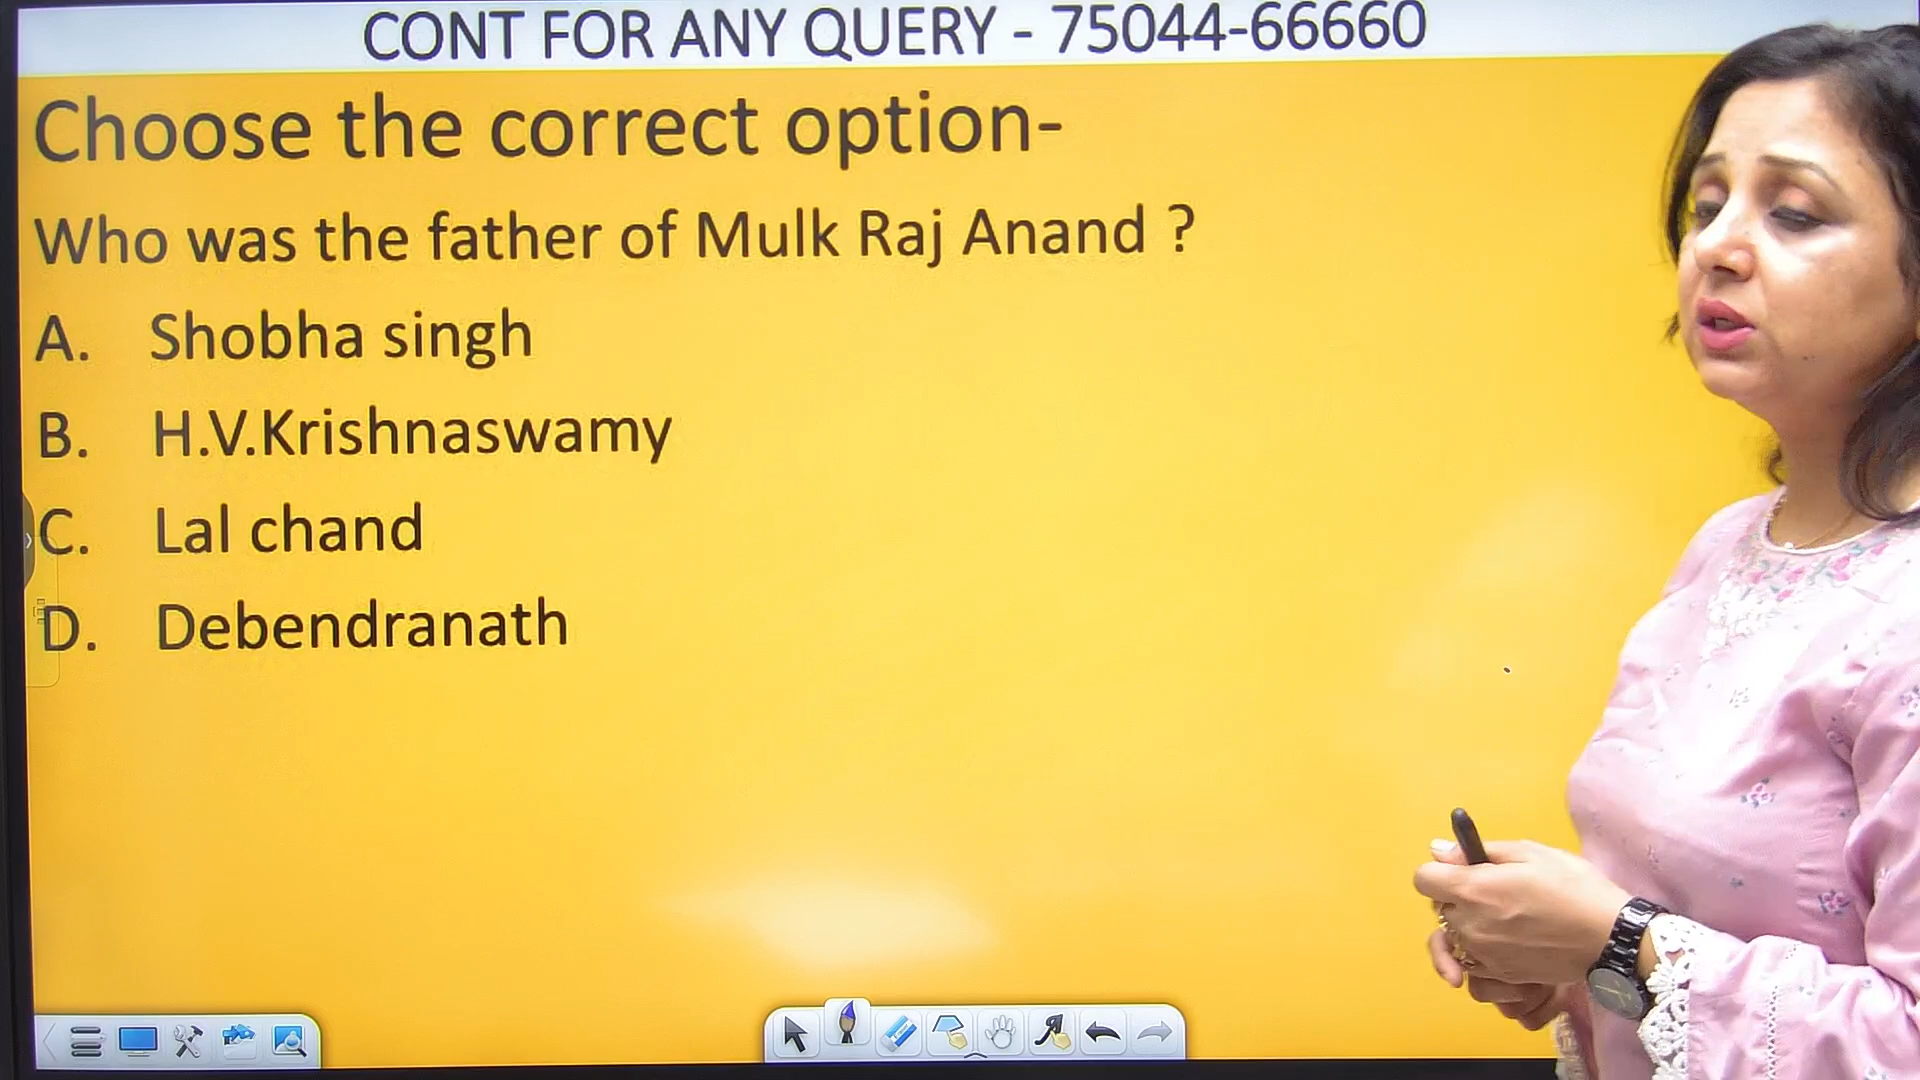 CONT FOR ANY QUERY - 75044-66660
Choose the correct option-
Who was the father of Mulk Raj Anand ?
A. Shobha singh
B. H.V.Krishnaswamy
C. Lal chand
D. Debendranath